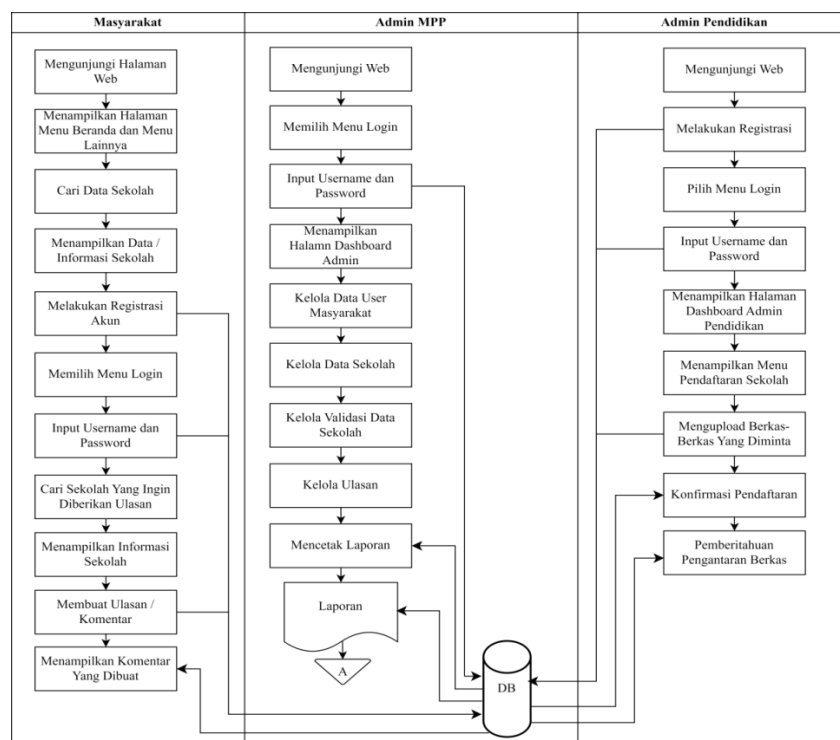 Masyarakat
Admin MPP
Admin Pendidikan
Mengunjungi Halaman
Web
Menampilkan Halaman
Menu Beranda dan Menu
Lainnya
Cari Data Sekolah
Menampilkan Data /
Informasi Sekolah
Melakukan Registrasi
Akun
Memilih Menu Login
Input Username dan
Password
Cari Sekolah Yang Ingin
Diberikan Ulasan
Menampilkan Informasi
Sekolah
Membuat Ulasan /
Komentar
Menampilkan Komentar
Yang Dibuat
Mengunjungi Web
Memilih Menu Login
Input Username dan
Password
Menampilkan
Halamn Dashboard
Admin
Kelola Data User
Masyarakat
Kelola Data Sekolah
Kelola Validasi Data
Sekolah
Kelola Ulasan
Mencetak Laporan
Laporan
A
DB
Mengunjungi Web
Melakukan Registrasi
Pilih Menu Login
Input Username dan
Password
Menampilkan Halaman
Dashboard Admin
Pendidikan
Menampilkan Menu
Pendaftaran Sekolah
Mengupload Berkas-
Berkas Yang Diminta
Konfirmasi Pendaftaran
Pemberitahuan
Pengantaran Berkas